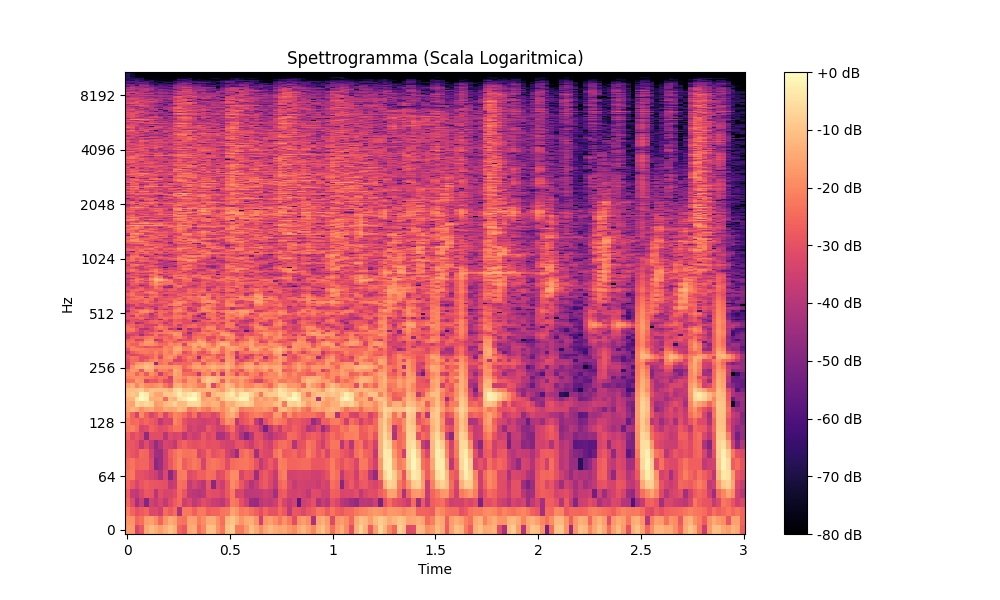 Spettrogramma (Scala Logaritmica)
8192
4096
2048
1024
512
256
128
64
0
Hz
0
0.5
1
1.5
2
2.5
3
Time
+0 dB
-10 dB
-20 dB
-30 dB
-40 dB
-50 dB
-60 dB
-70 dB
-80 dB